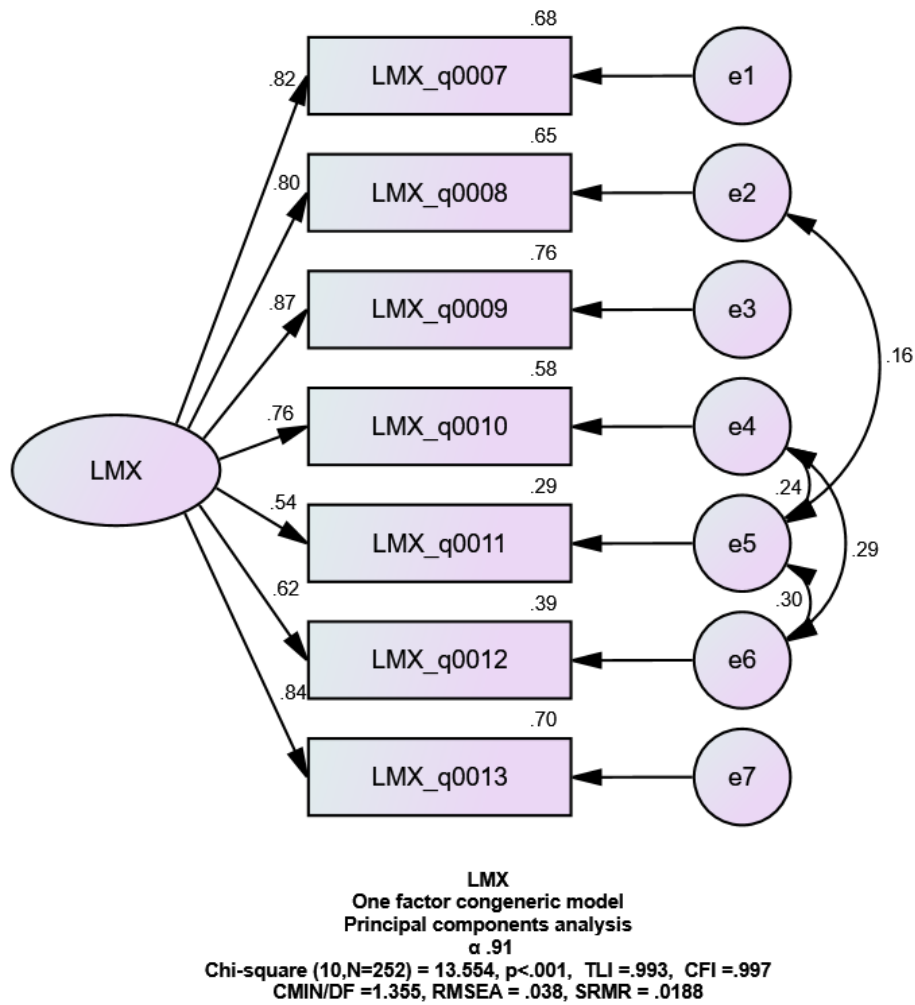 .68
.82
LMX_q0007
e1
.65
.80
LMX_q0008
e2
.76
.87
LMX_q0009
e3
.16
.58
.76
LMX_q0010
e4
LMX
.24
.29
.54
LMX_q0011
e5
.29
.62
.39
.30
LMX_q0012
e6
.84
.70
LMX_q0013
e7
LMX
One factor congeneric model
Principal components analysis
α .91
Chi-square (10,N=252) = 13.554, p<.001, TLI =.993, CFI =.997
CMIN/DF =1.355, RMSEA = .038, SRMR = .0188